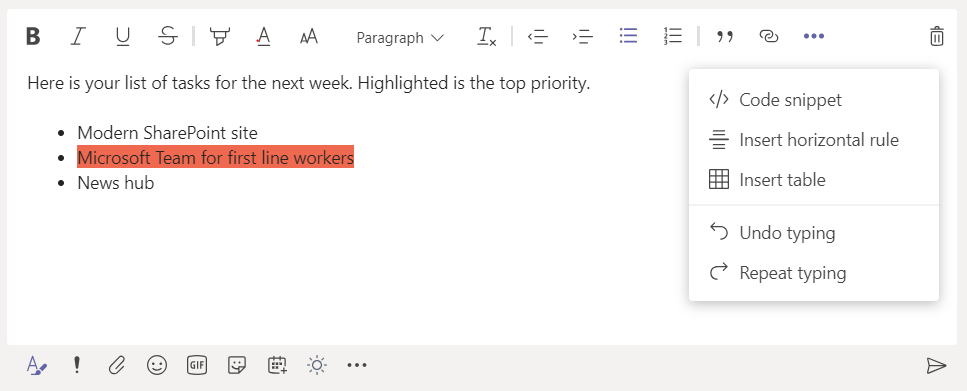 B I U S A AA Paragraph
Here is your list of tasks for the next week. Highlighted is the top priority.
Modern SharePoint site
Microsoft Team for first line workers
News hub
Code snippet
Insert horizontal rule
Insert table
Undo typing
Repeat typing
GIF